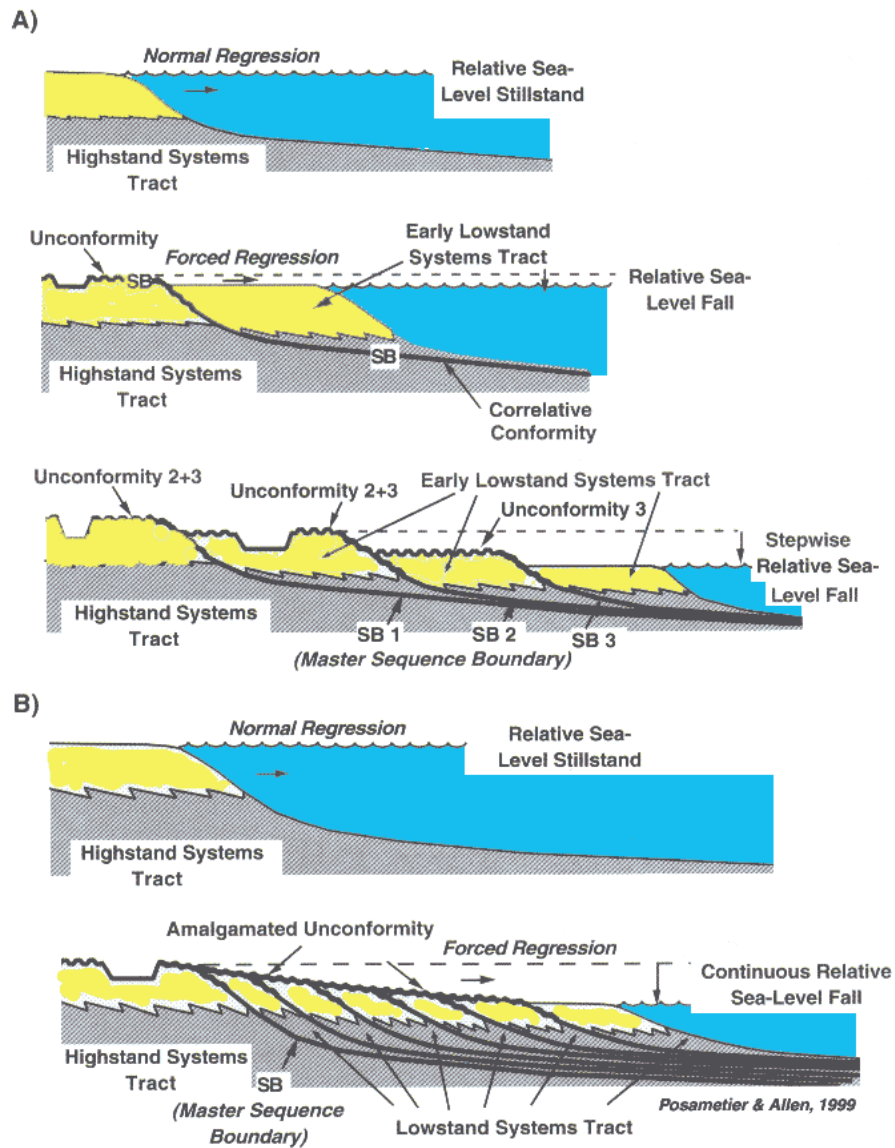 A)
Normal Regression
Relative Sea-
Level Stillstand
Highstand Systems
Tract
Unconformity
Forced Regression
Early Lowstand
Systems Tract
SB
Relative Sea-
Level Fall
SB
Highstand Systems
Tract
Correlative
Conformity
Unconformity 2+3
Unconformity 2+3
Early Lowstand Systems Tract
Unconformity 3
Stepwise
Relative Sea-
Level Fall
Highstand Systems
Tract
SB 1
SB 2
SB 3
(Master Sequence Boundary)
B)
Normal Regression
Relative Sea-
Level Stillstand
Highstand Systems
Tract
Amalgamated Unconformity
Forced Regression
Continuous Relative
Sea-Level Fall
Highstand Systems
Tract
SB
(Master Sequence
Boundary)
Lowstand Systems Tract
Posametier & Allen, 1999